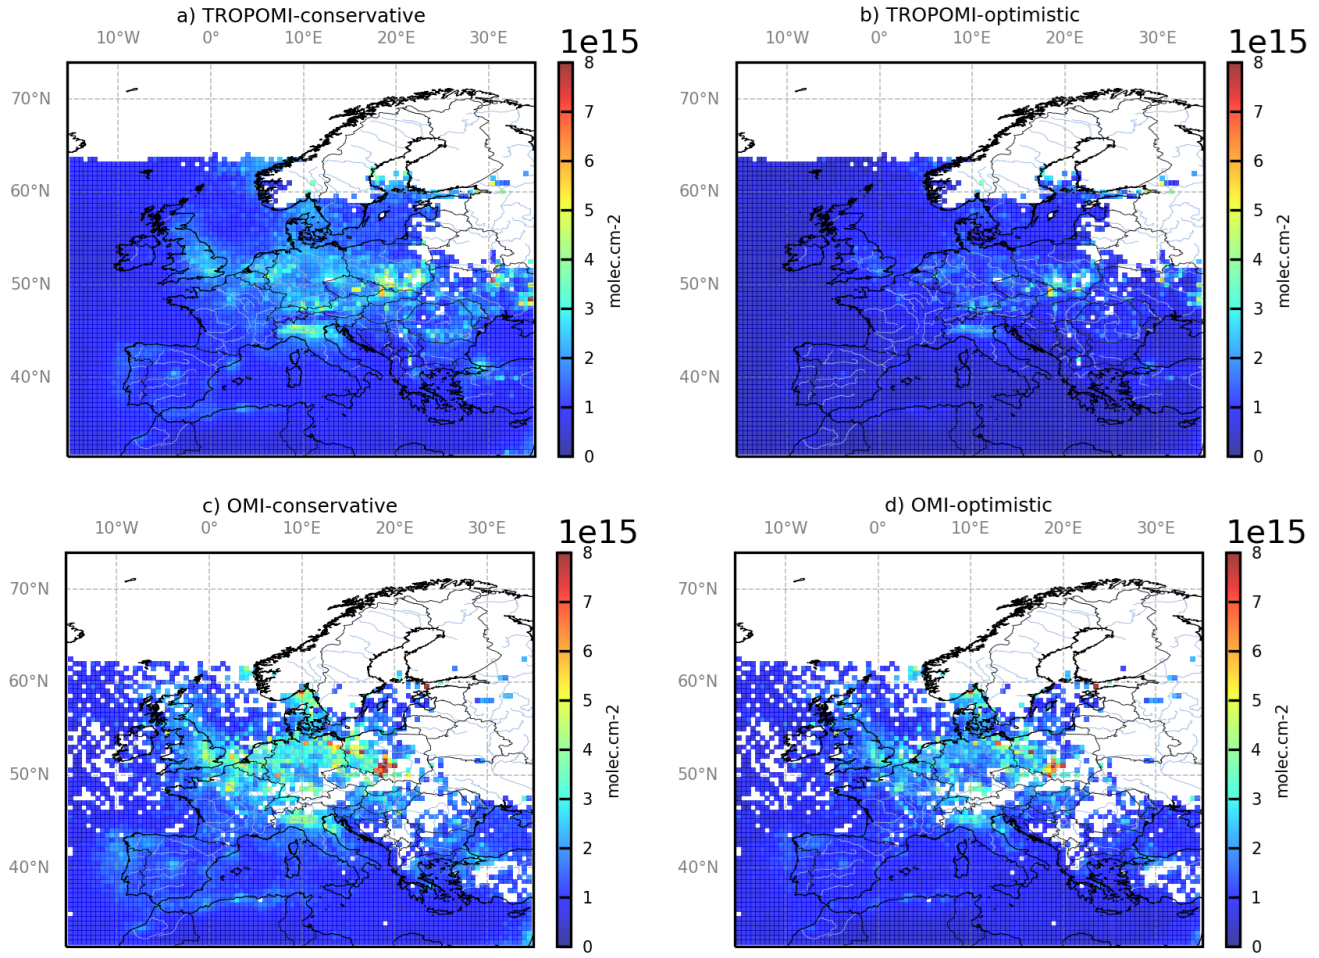 a) TROPOMI-conservative
10°W 0° 10°E 20°E 30°E
1e15
70°N
60°N
50°N
40°N
8
7
6
5
4
3
2
1
0
molec.cm-2
b) TROPOMI-optimistic
10°W 0° 10°E 20°E 30°E
1e15
70°N
60°N
50°N
40°N
8
7
6
5
4
3
2
1
0
molec.cm-2
c) OMI-conservative
10°W 0° 10°E 20°E 30°E
1e15
70°N
60°N
50°N
40°N
8
7
6
5
4
3
2
1
0
molec.cm-2
d) OMI-optimistic
10°W 0° 10°E 20°E 30°E
1e15
70°N
60°N
50°N
40°N
8
7
6
5
4
3
2
1
0
molec.cm-2